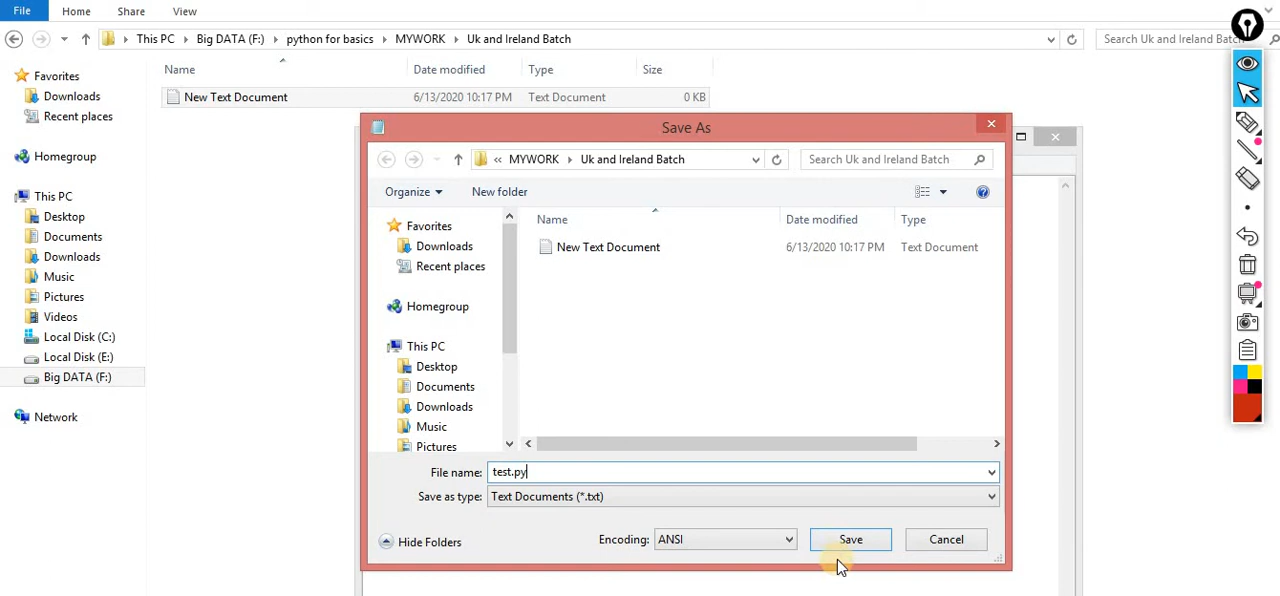 File Home Share View
This PC Big DATA (F:) python for basics MYWORK Uk and Ireland Batch Search Uk and Ireland Batch
Favorites
Downloads
Recent places
Homegroup
This PC
Desktop
Documents
Downloads
Music
Pictures
Videos
Local Disk (C:)
Local Disk (E:)
Big DATA (F:)
Network
Name Date modified Type Size
New Text Document 6/13/2020 10:17 PM Text Document 0 KB
Save As
« MYWORK Uk and Ireland Batch Search Uk and Ireland Batch
Organize New folder
Favorites
Downloads
Recent places
Homegroup
This PC
Desktop
Documents
Downloads
Music
Pictures
Name Date modified Type
New Text Document 6/13/2020 10:17 PM Text Document
File name: test.py
Save as type: Text Documents (*.txt)
Hide Folders Encoding: ANSI Save Cancel